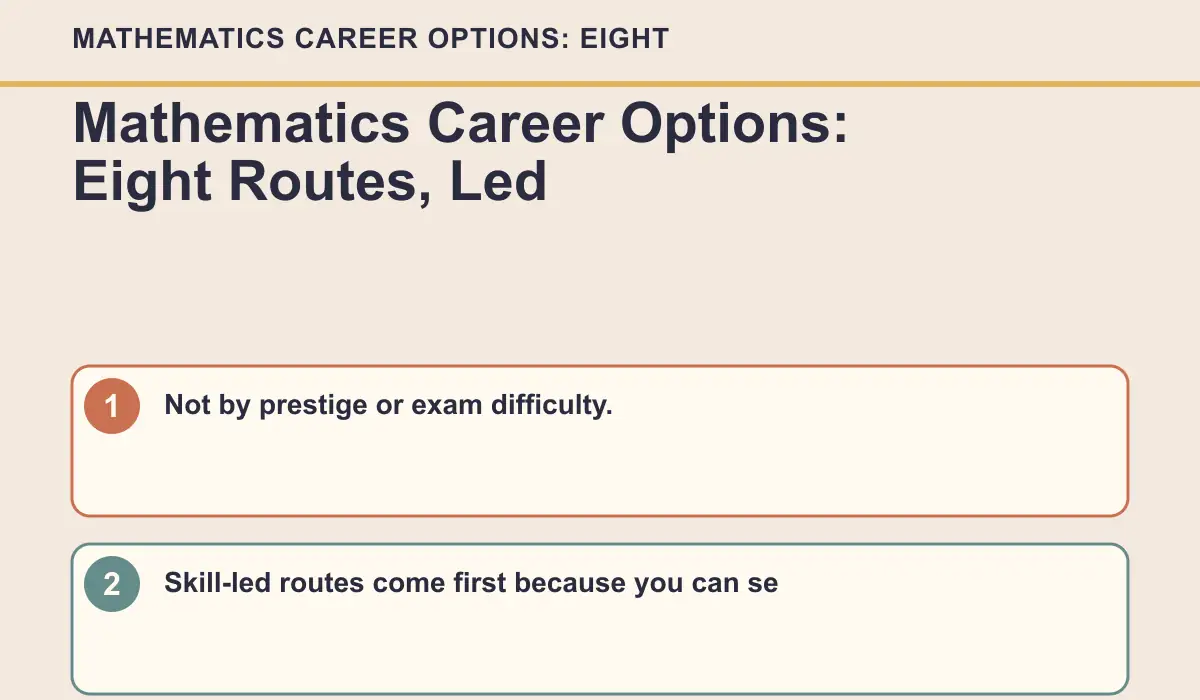 MATHEMATICS CAREER OPTIONS: EIGHT
Mathematics Career Options:
Eight Routes, Led
1
Not by prestige or exam difficulty.
2
Skill-led routes come first because you can se